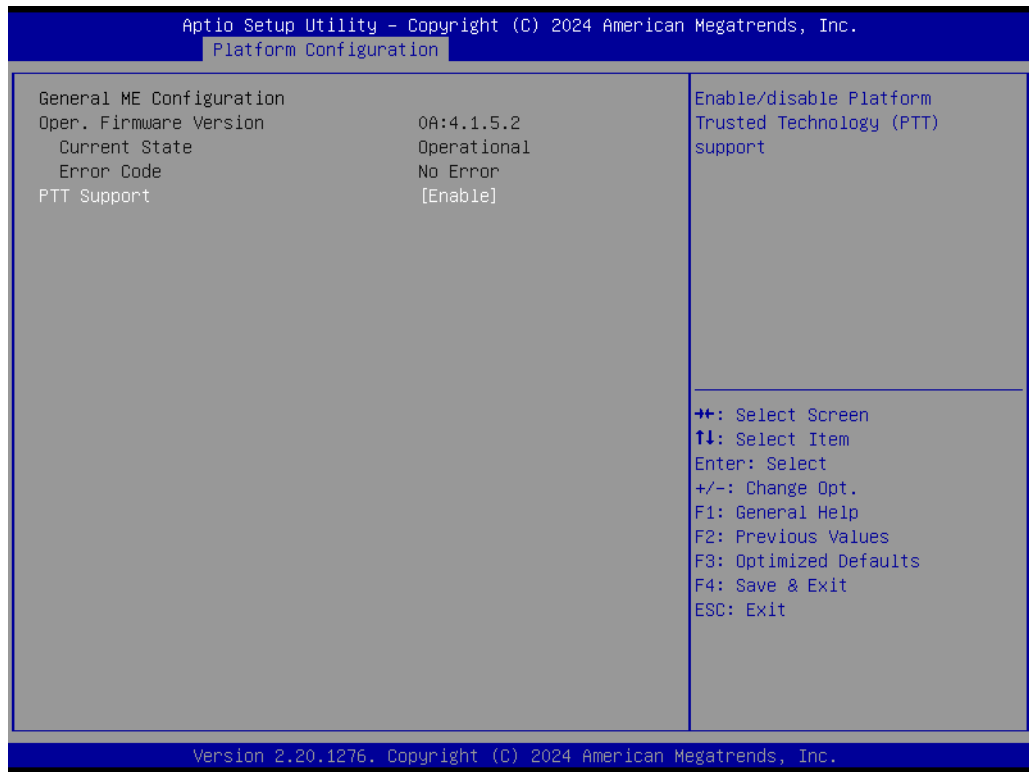 Aptio Setup Utility – Copyright (C) 2024 American Megatrends, Inc.
Platform Configuration
General ME Configuration
Oper. Firmware Version 0A:4.1.5.2
Current State Operational
Error Code No Error
PTT Support [Enable]
Enable/disable Platform
Trusted Technology (PTT)
support
→←: Select Screen
↑↓: Select Item
Enter: Select
+/-: Change Opt.
F1: General Help
F2: Previous Values
F3: Optimized Defaults
F4: Save & Exit
ESC: Exit
Version 2.20.1276. Copyright (C) 2024 American Megatrends, Inc.